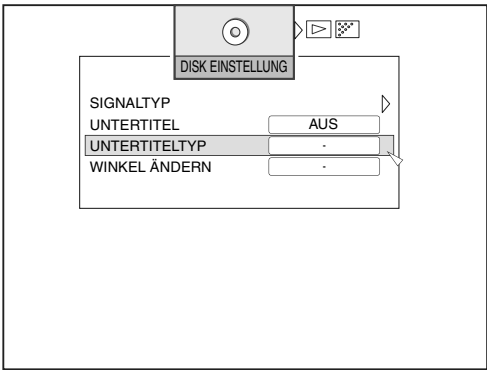 DISK EINSTELLUNG
SIGNALTYP
UNTERTITEL AUS
UNTERTITELTYP -
WINKEL ÄNDERN -